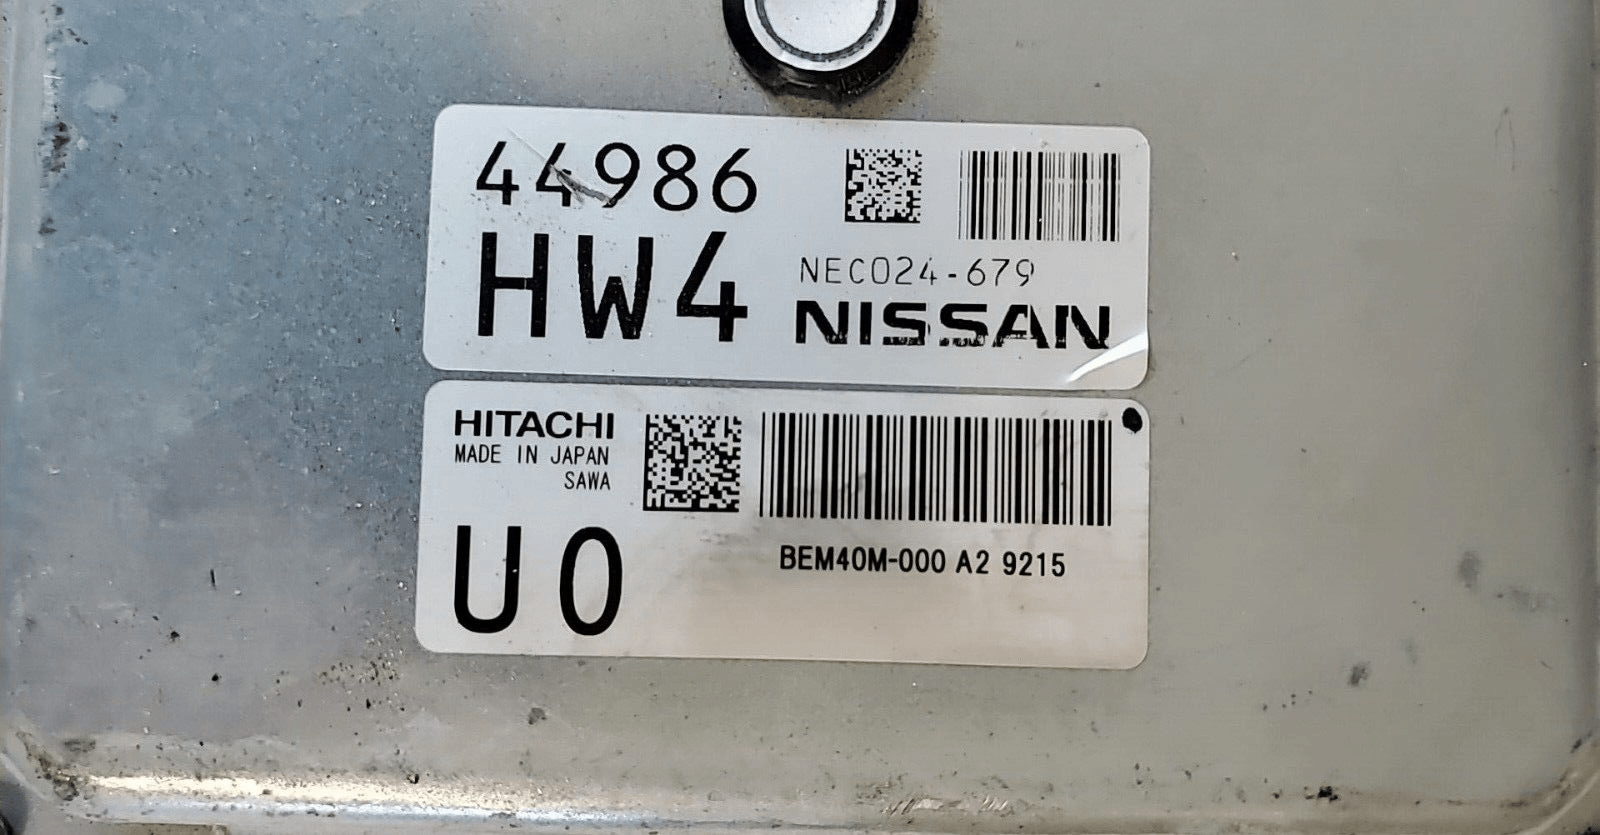 44986
HW4
NEC024-679
NISSAN
HITACHI
MADE IN JAPAN
SAWA
U0
BEM40M-000 A2 9215